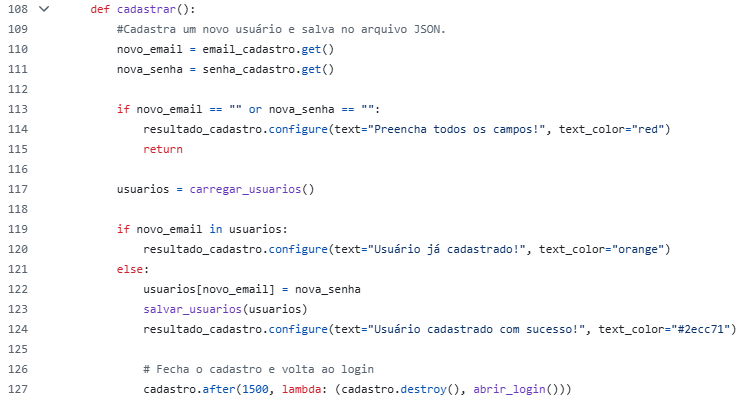 108 def cadastrar():
109 #Cadastra um novo usuário e salva no arquivo JSON.
110 novo_email = email_cadastro.get()
111 nova_senha = senha_cadastro.get()
112
113 if novo_email == "" or nova_senha == "":
114 resultado_cadastro.configure(text="Preencha todos os campos!", text_color="red")
115 return
116
117 usuarios = carregar_usuarios()
118
119 if novo_email in usuarios:
120 resultado_cadastro.configure(text="Usuário já cadastrado!", text_color="orange")
121 else:
122 usuarios[novo_email] = nova_senha
123 salvar_usuarios(usuarios)
124 resultado_cadastro.configure(text="Usuário cadastrado com sucesso!", text_color="#2ecc71")
125
126 # Fecha o cadastro e volta ao login
127 cadastro.after(1500, lambda: (cadastro.destroy(), abrir_login()))